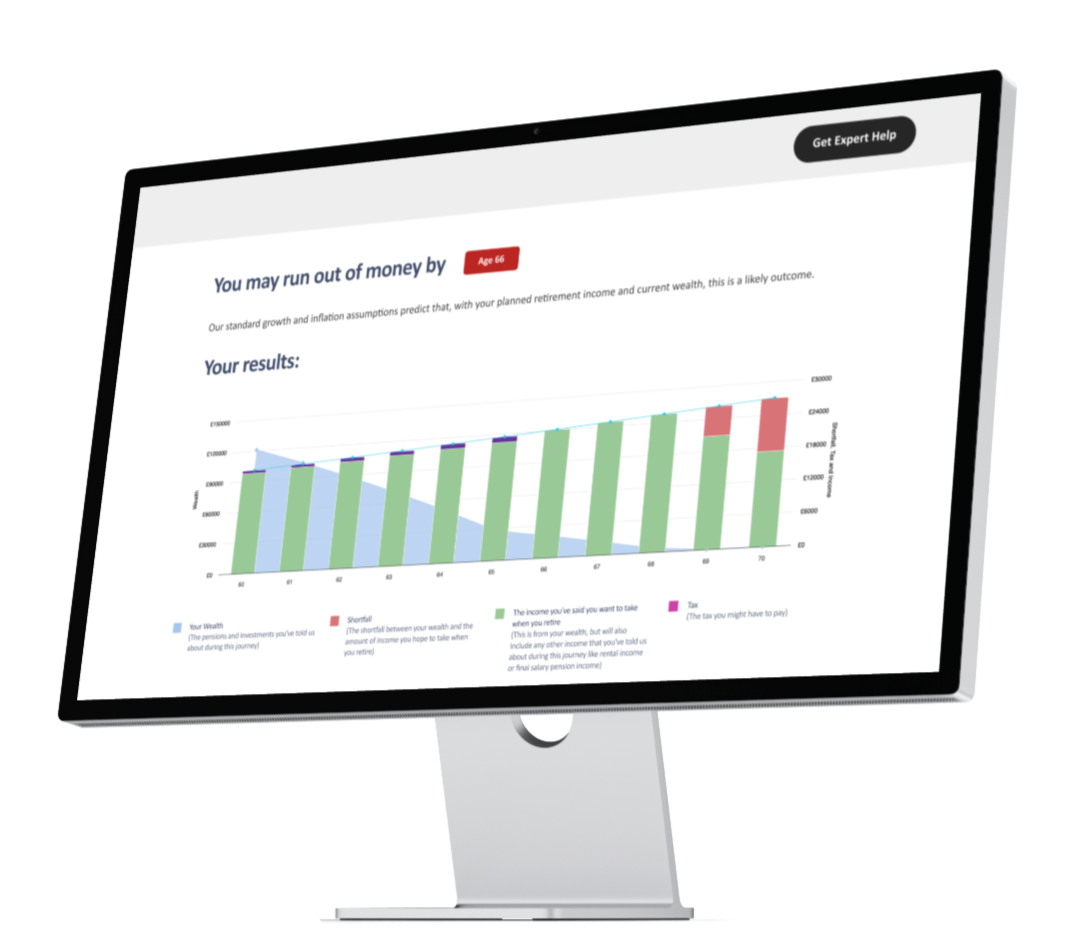 Get Expert Help
You may run out of money by Age 66
Our standard growth and inflation assumptions predict that, with your planned retirement income and current wealth, this is a likely outcome.
Your results:
£150000
£120000
£90000
£60000
£30000
£0
Wealth
£30000
£24000
£18000
£12000
£6000
£0
Shortfall, Tax and Income
60 61 62 63 64 65 66 67 68 69 70
Your Wealth
(The pensions and investments you've told us
about during this journey)
Shortfall
(The shortfall between your wealth and the
amount of income you hope to take when
you retire)
The income you've said you want to take
when you retire
(This is from your wealth, but will also
include any other income that you've told us
about during this journey like rental income
or final salary pension income)
Tax
(The tax you might have to pay)